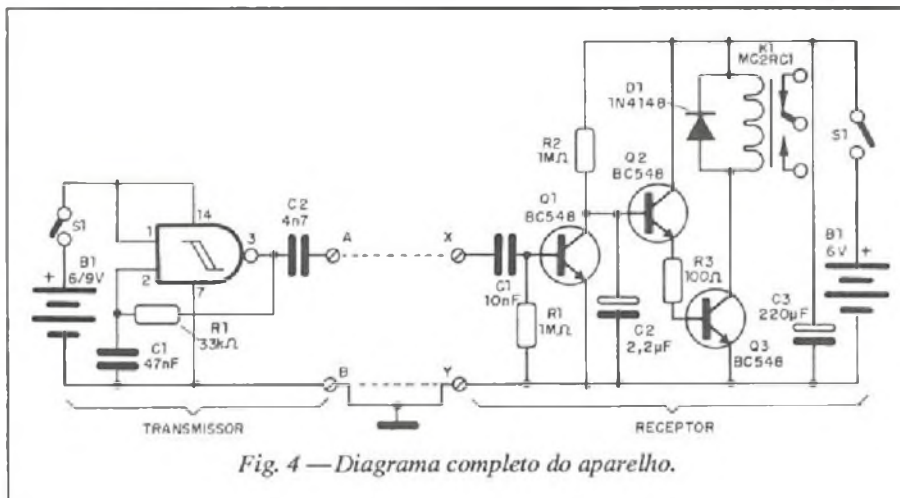 K1
MC2RC1
D1
1N4148
S1
R2
1MΩ
Q2
BC548
14
C2
4n7
Q1
BC548
S1
1
3
A
X
2
B1
6/9V
+
7
R1
33kΩ
C1
10nF
R3
100Ω
B1
6V
+
C3
220µF
C1
47nF
R1
1MΩ
C2
2,2µF
Q3
BC548
B
Y
TRANSMISSOR
RECEPTOR
Fig. 4 — Diagrama completo do aparelho.